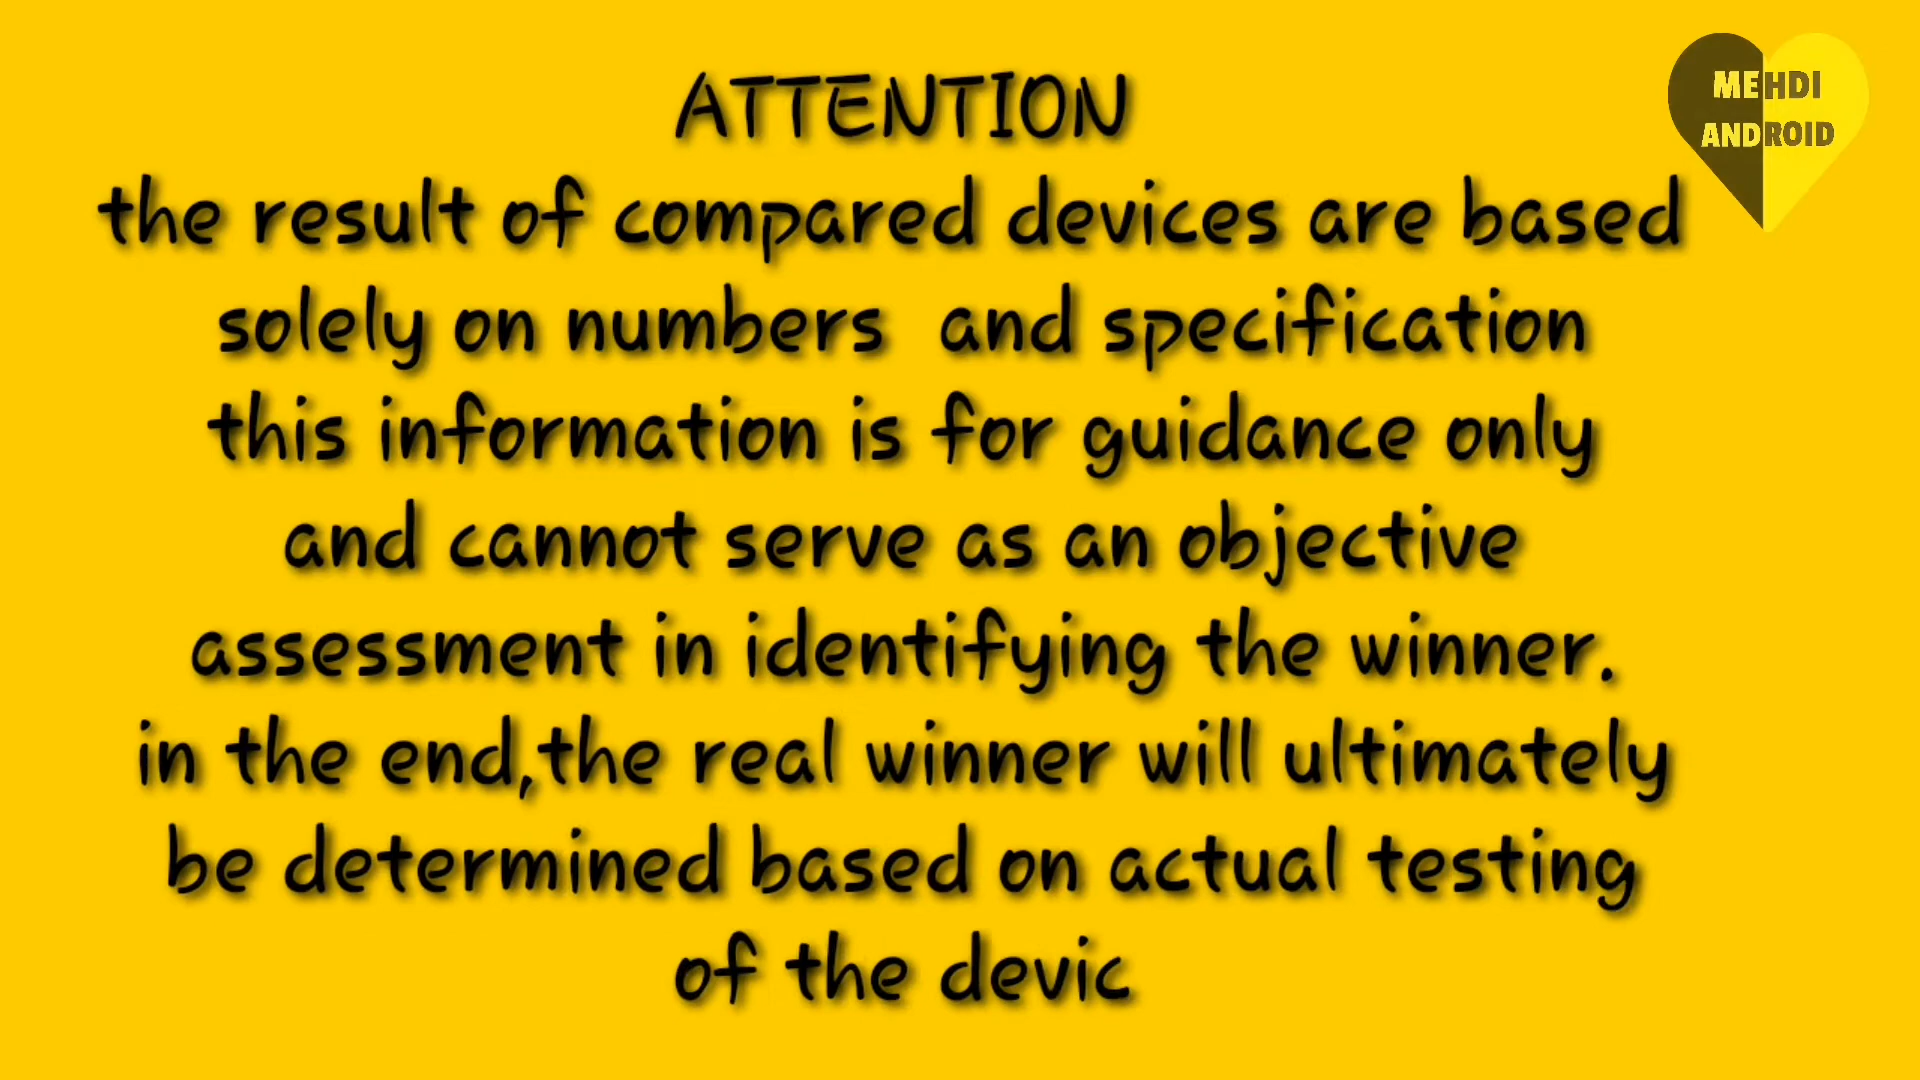 ATTENTION
the result of compared devices are based
solely on numbers  and specification
this information is for guidance only
and cannot serve as an objective
assessment in identifying the winner.
in the end,the real winner will ultimately
be determined based on actual testing
of the devic
MEHDI
ANDROID